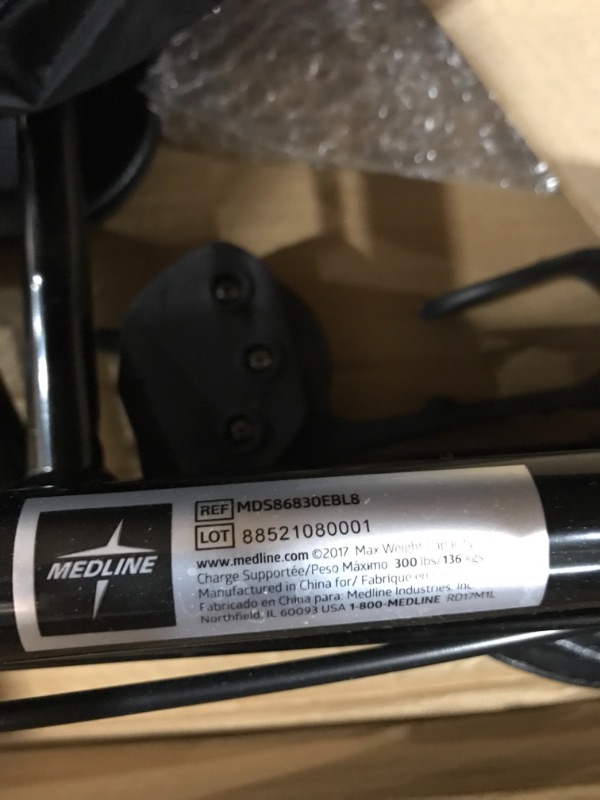 MEDLINE
REF MDS86830EBL8
LOT 88521080001
www.medline.com ©2017 Max Weight Capacity
Charge Supportée/Peso Máximo 300 lbs/136 kgs
Manufactured in China for/ Fabriqué en
Fabricado en China para: Medline Industries, Inc
Northfield, IL 60093 USA 1-800-MEDLINE RD17M1L